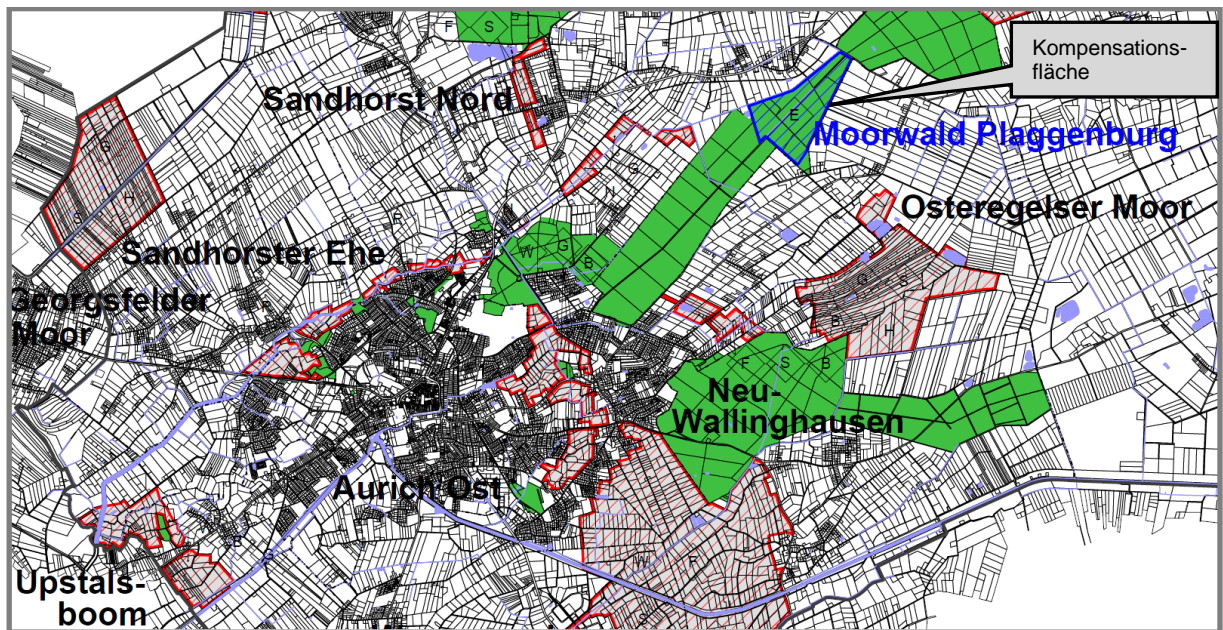 F S
Kompensations-
fläche
Sandhorst Nord
E
Moorwald Plaggenburg
G
G
N
S H
R
N
Osteregelser Moor
Sandhorster Ehe
W G
B
Georgsfelder
Moor
R
G S
B
H
F S B
Neu-
Wallinghausen
Aurich Ost
R
W F
Upstals-
boom
S